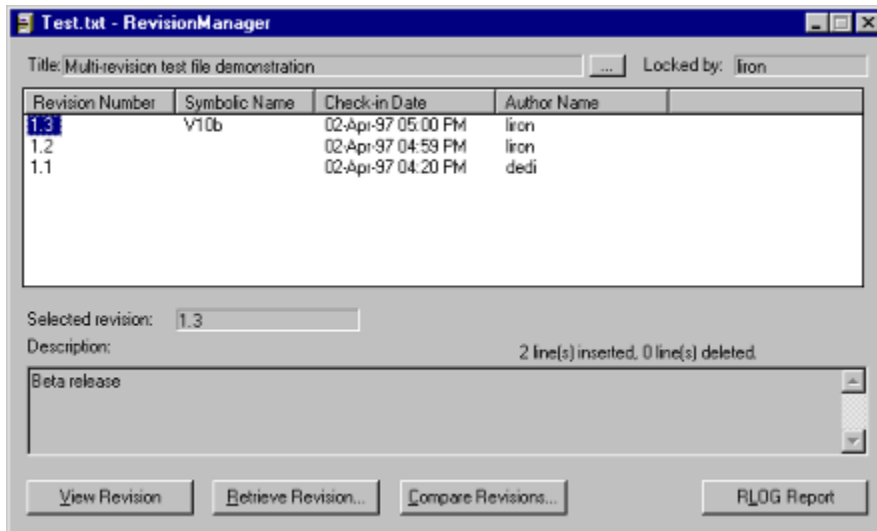 Test.txt - RevisionManager
Title: Multi-revision test file demonstration ... Locked by: liron
Revision Number Symbolic Name Check-in Date Author Name
1.3 V10b 02-Apr-97 05:00 PM liron
1.2 02-Apr-97 04:59 PM liron
1.1 02-Apr-97 04:20 PM dedi
Selected revision: 1.3
Description: 2 line(s) inserted, 0 line(s) deleted.
Beta release
View Revision Retrieve Revision... Compare Revisions... RLOG Report